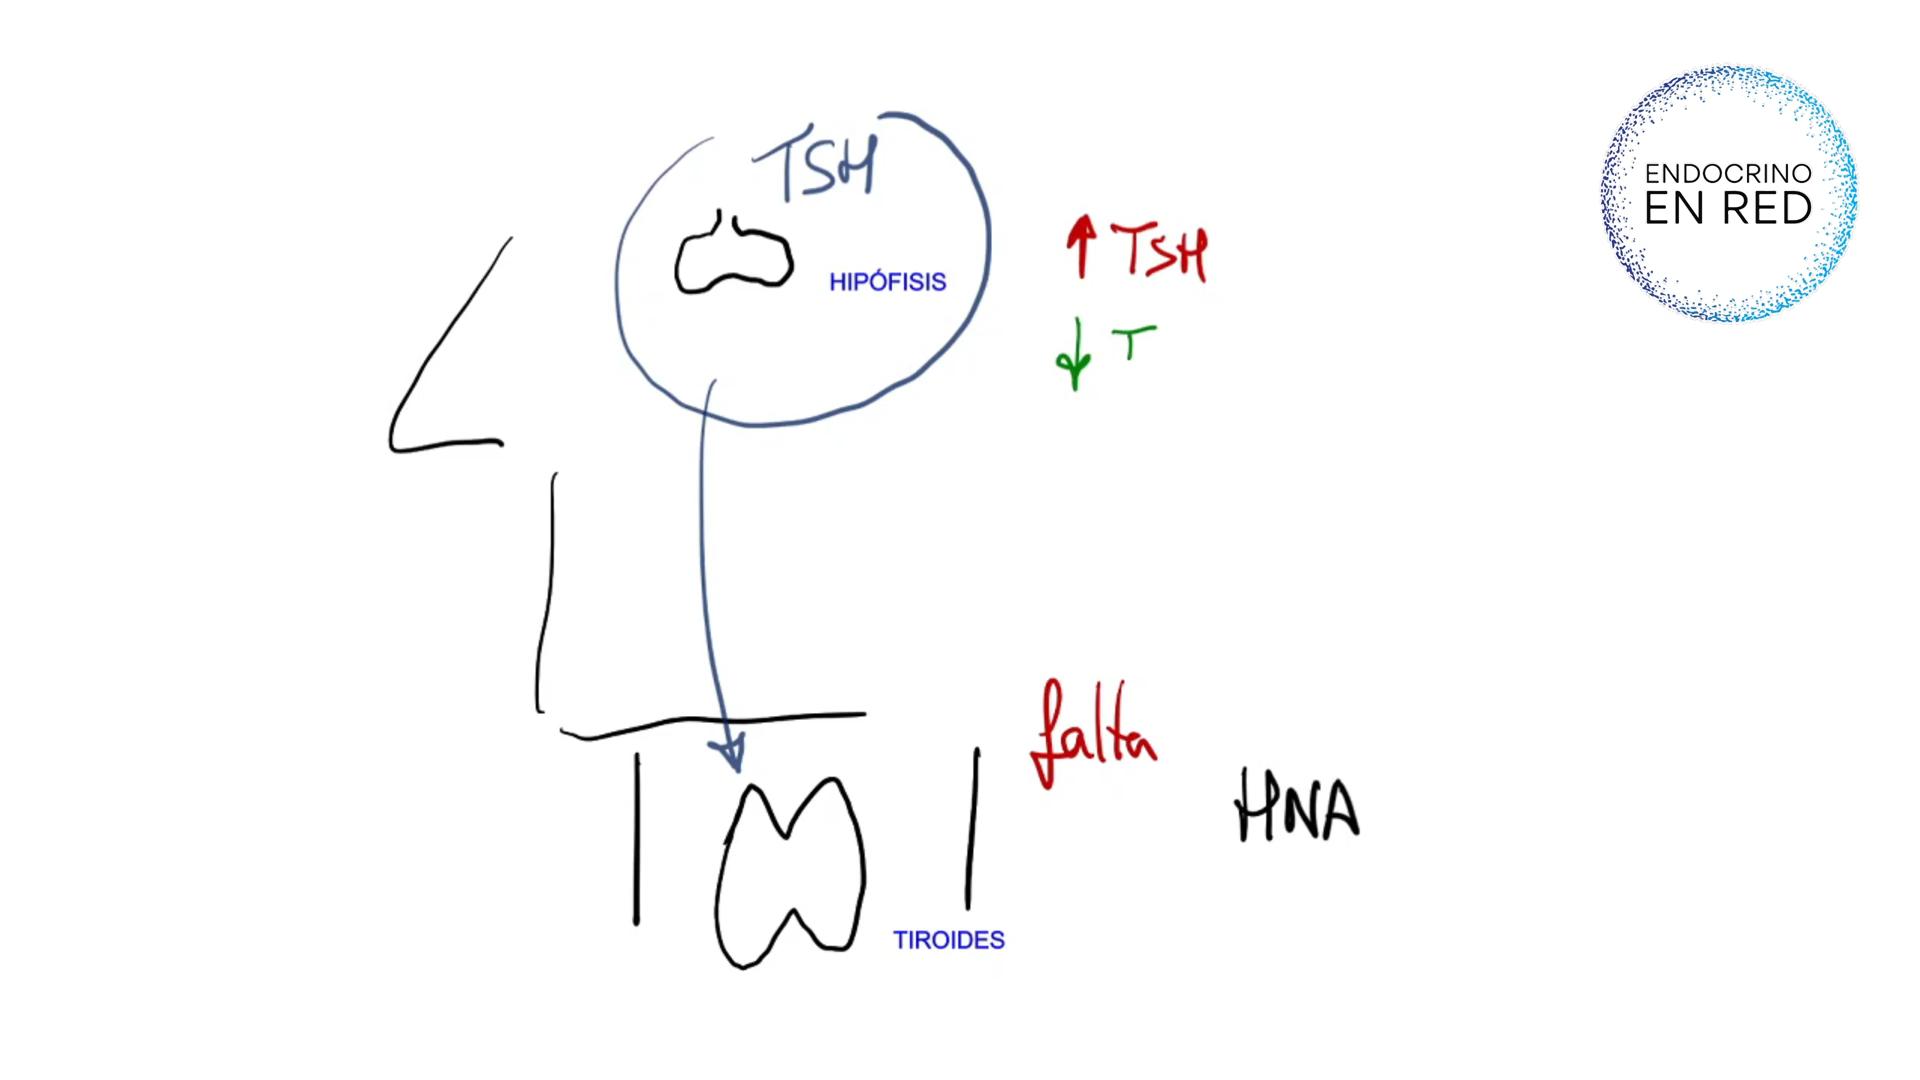 TSH
HIPÓFISIS
↑ TSH
↓ T
ENDOCRINO
EN RED
falta
HNA
TIROIDES